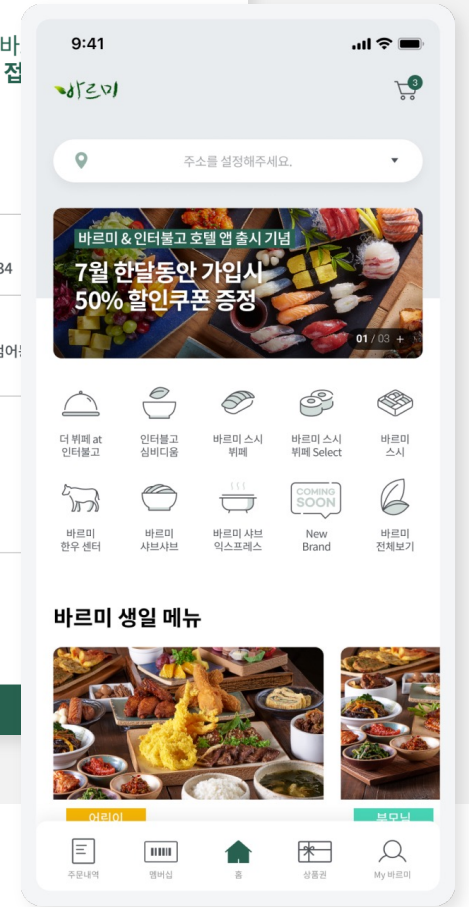 바
접
34
9:41
바르미
3
주소를 설정해주세요.
바르미 & 인터불고 호텔 앱 출시 기념
7월 한달동안 가입시
50% 할인쿠폰 증정
01 / 03 +
더 뷔페 at
인터불고
인터불고
심비디움
바르미 스시
뷔페
바르미 스시
뷔페 Select
바르미
스시
바르미
한우 센터
바르미
샤브샤브
바르미 샤브
익스프레스
COMING
SOON
New
Brand
바르미
전체보기
바르미 생일 메뉴
어린이
부모님
주문내역
멤버십
홈
상품권
My 바르미